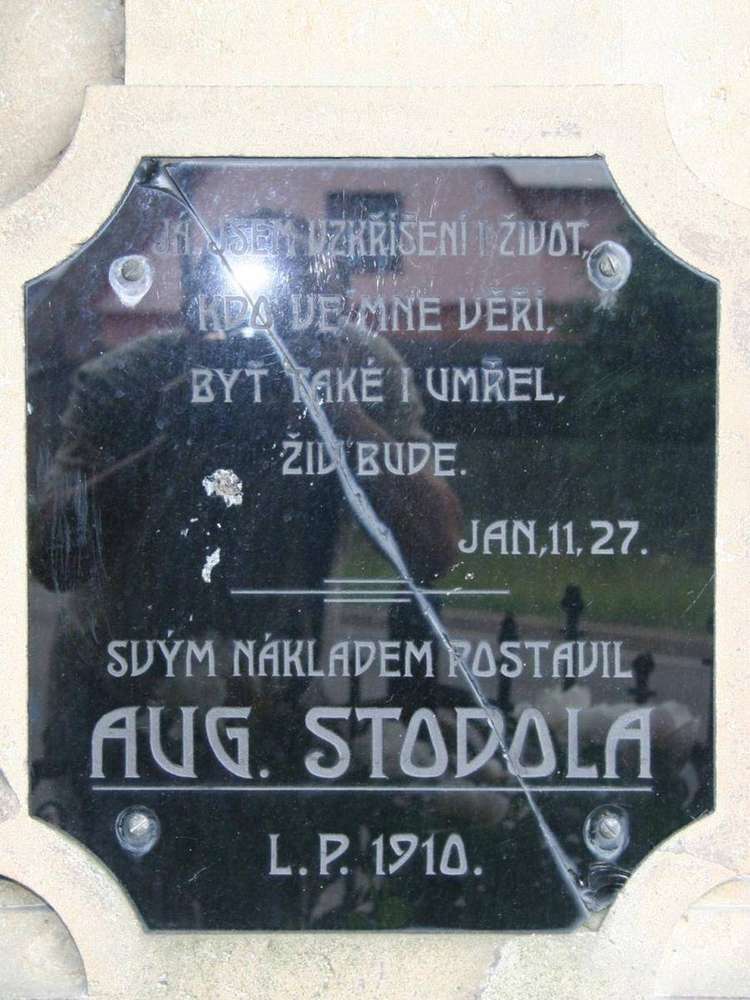 JÁ, JSEM VZKŘÍŠENÍ I ŽIVOT,
KDO VE MNE VĚŘÍ,
BYŤ TAKÉ I UMŘEL,
ŽIV BUDE.
JAN, 11, 27.
SVÝM NÁKLADEM POSTAVIL
AUG. STODOLA
L. P. 1910.